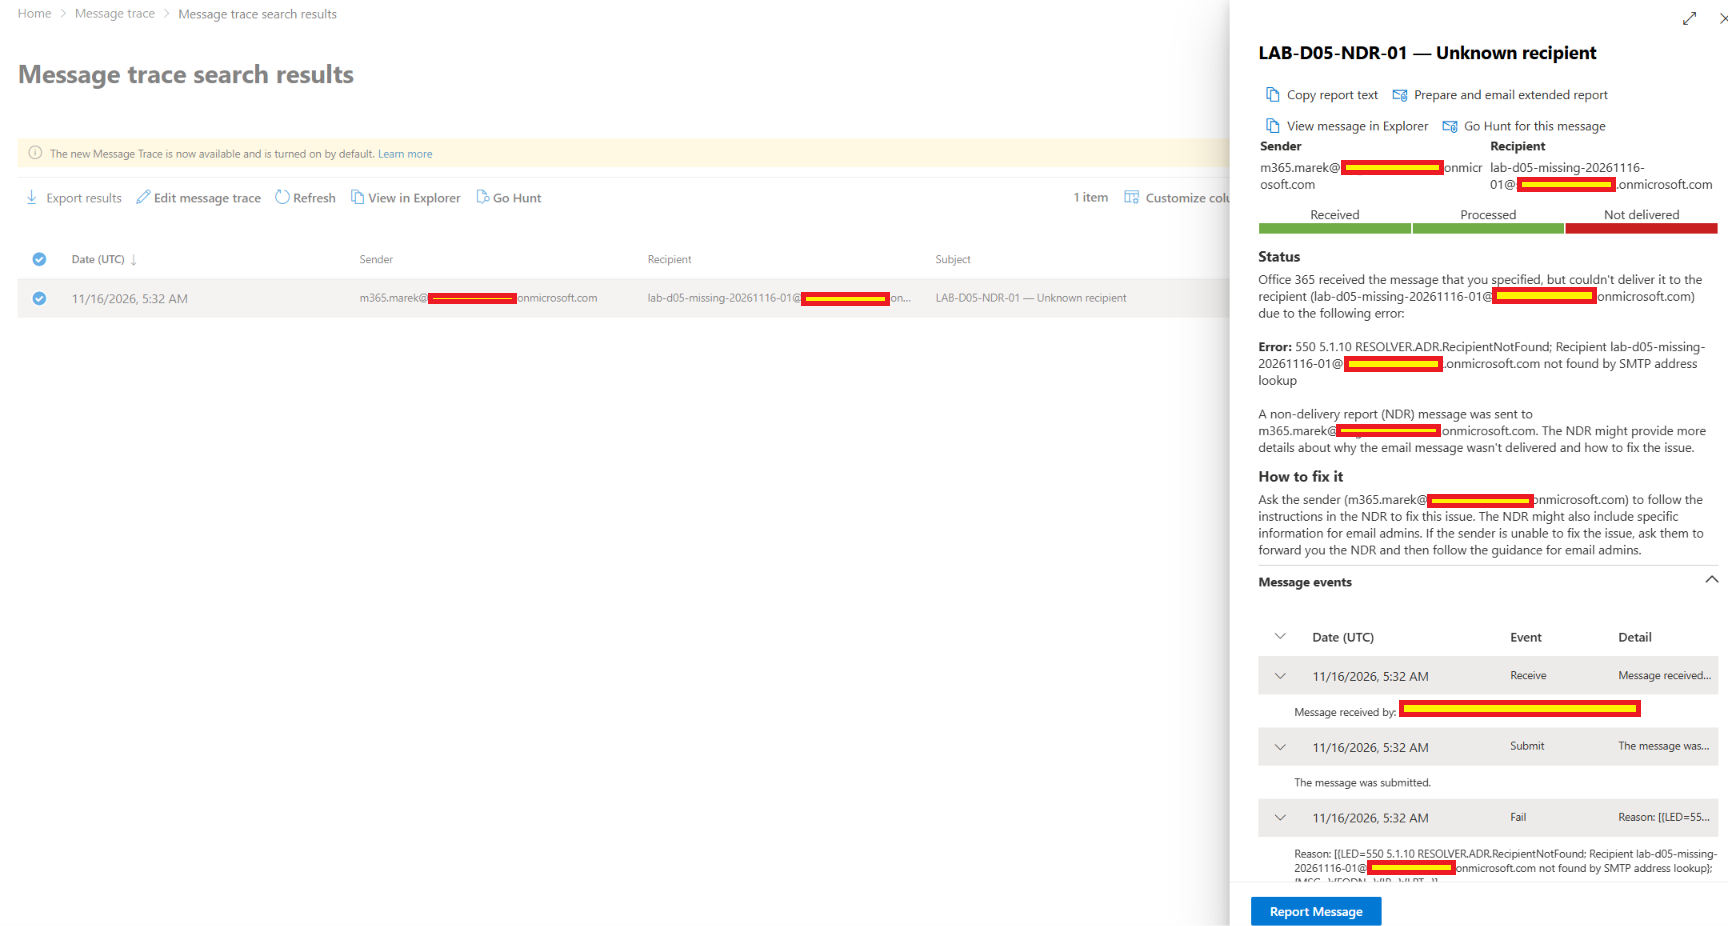 Home > Message trace > Message trace search results
Message trace search results
The new Message Trace is now available and is turned on by default. Learn more
Export results Edit message trace Refresh View in Explorer Go Hunt 1 item Customize colu
Date (UTC) ↓ Sender Recipient Subject
11/16/2026, 5:32 AM m365.marek@ onmicrosoft.com lab-d05-missing-20261116-01@ on... LAB-D05-NDR-01 — Unknown recipient
LAB-D05-NDR-01 — Unknown recipient
Copy report text Prepare and email extended report
View message in Explorer Go Hunt for this message
Sender Recipient
m365.marek@ onmicr lab-d05-missing-20261116-
osoft.com 01@ .onmicrosoft.com
Received Processed Not delivered
Status
Office 365 received the message that you specified, but couldn't deliver it to the
recipient (lab-d05-missing-20261116-01@ onmicrosoft.com)
due to the following error:
Error: 550 5.1.10 RESOLVER.ADR.RecipientNotFound; Recipient lab-d05-missing-
20261116-01@ .onmicrosoft.com not found by SMTP address
lookup
A non-delivery report (NDR) message was sent to
m365.marek@ onmicrosoft.com. The NDR might provide more
details about why the email message wasn't delivered and how to fix the issue.
How to fix it
Ask the sender (m365.marek@ onmicrosoft.com) to follow the
instructions in the NDR to fix this issue. The NDR might also include specific
information for email admins. If the sender is unable to fix the issue, ask them to
forward you the NDR and then follow the guidance for email admins.
Message events
Date (UTC) Event Detail
11/16/2026, 5:32 AM Receive Message received...
Message received by:
11/16/2026, 5:32 AM Submit The message was...
The message was submitted.
11/16/2026, 5:32 AM Fail Reason: [{LED=55...
Reason: [{LED=550 5.1.10 RESOLVER.ADR.RecipientNotFound; Recipient lab-d05-missing-
20261116-01@ onmicrosoft.com not found by SMTP address lookup};
Report Message